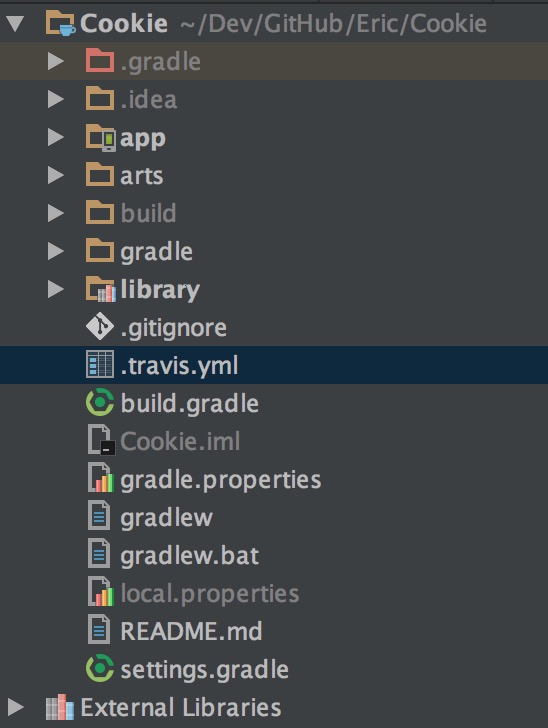 Cookie ~/Dev/GitHub/Eric/Cookie
.gradle
.idea
app
arts
build
gradle
library
.gitignore
.travis.yml
build.gradle
Cookie.iml
gradle.properties
gradlew
gradlew.bat
local.properties
README.md
settings.gradle
External Libraries